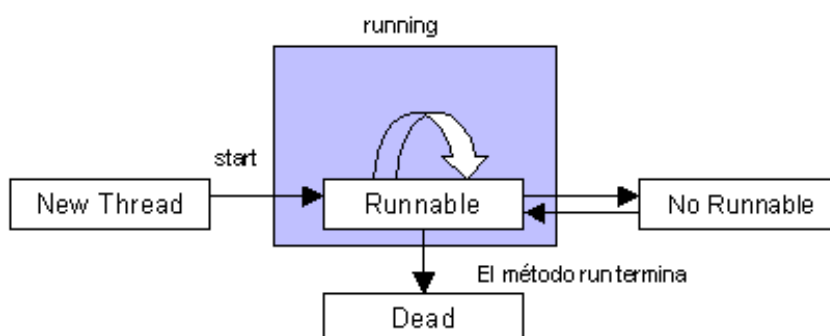 running
start
New Thread
Runnable
No Runnable
El método run termina
Dead